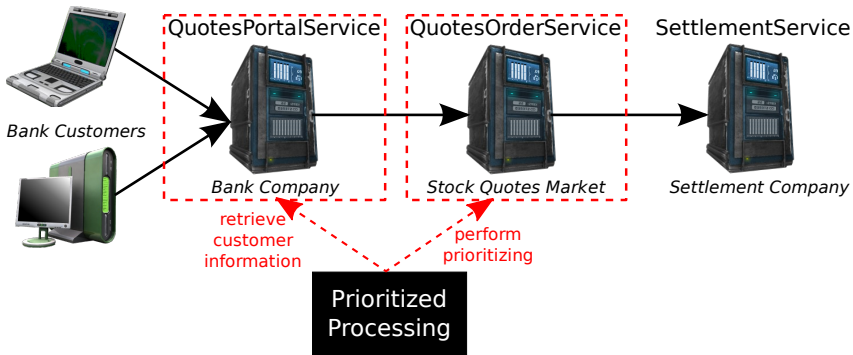 QuotesPortalService
QuotesOrderService
SettlementService
Bank Customers
Bank Company
Stock Quotes Market
Settlement Company
retrieve
customer
information
perform
prioritizing
Prioritized
Processing